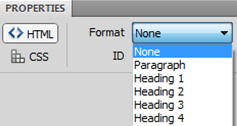 PROPERTIES
<> HTML Format None
CSS ID None
Paragraph
Heading 1
Heading 2
Heading 3
Heading 4